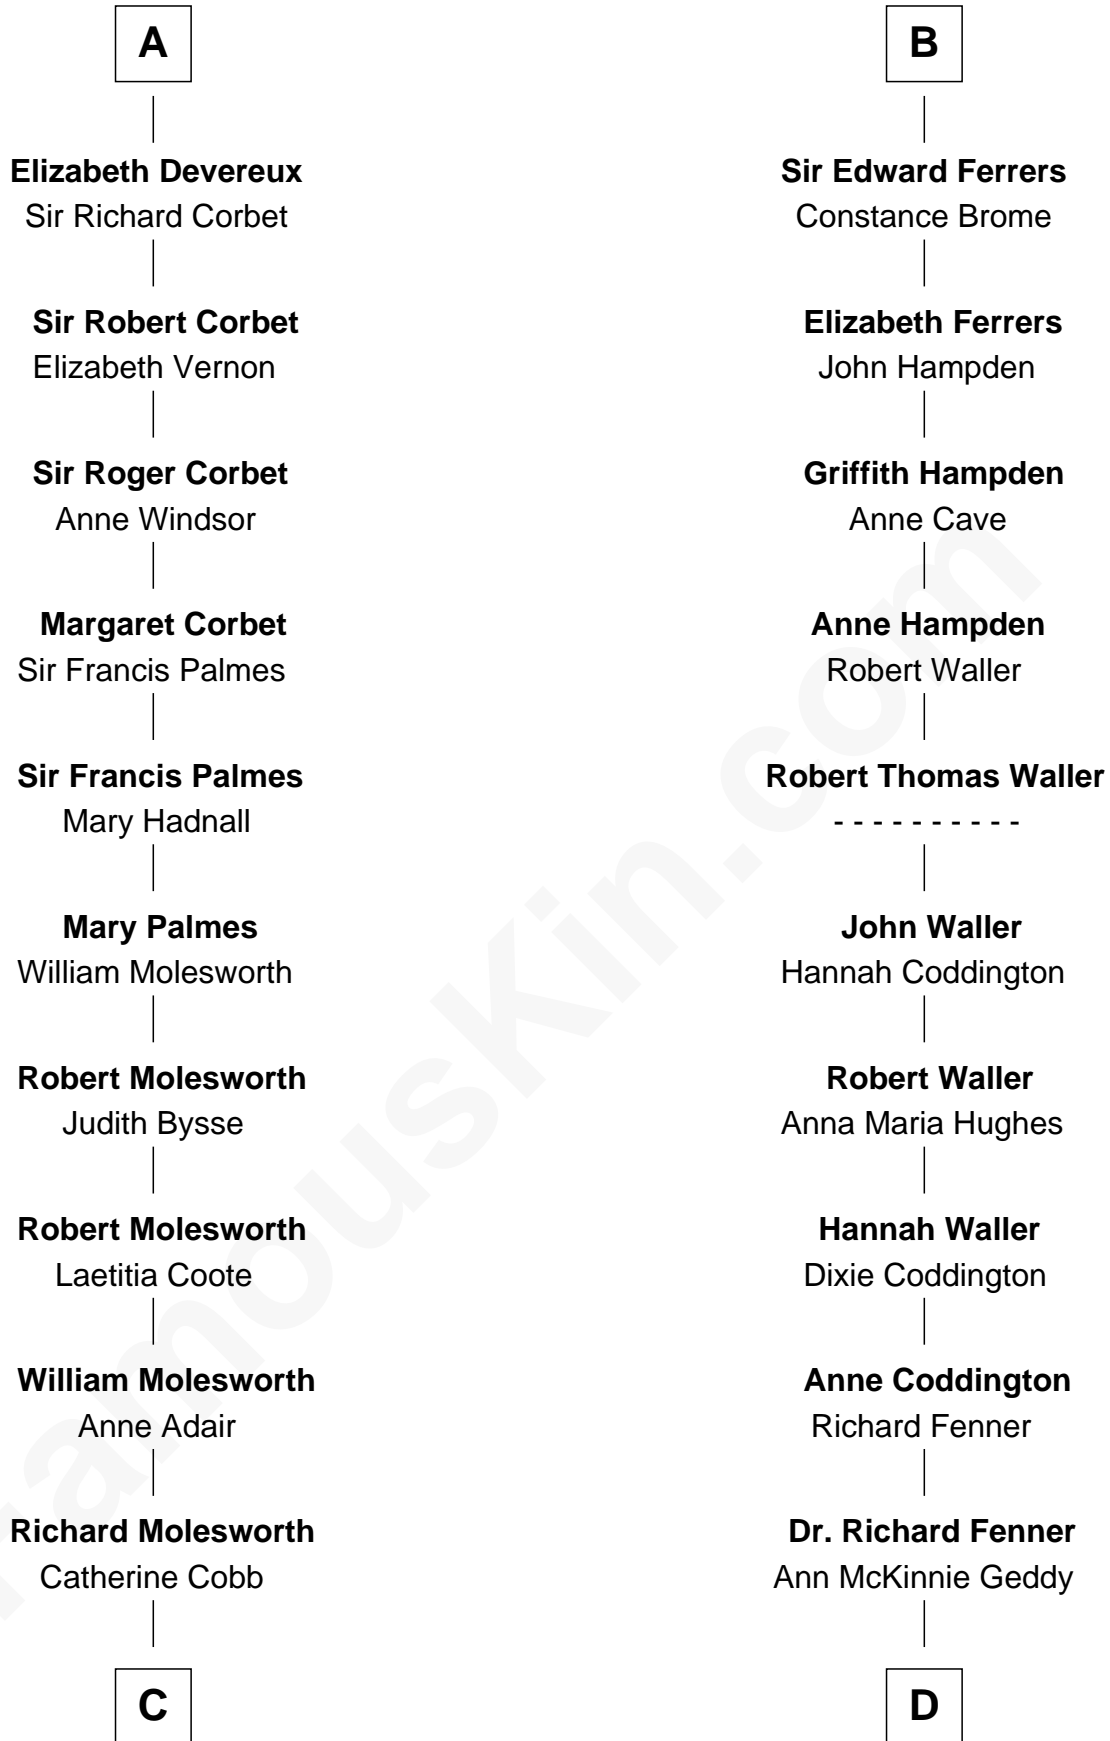 A
Elizabeth Devereux
Sir Richard Corbet
Sir Robert Corbet
Elizabeth Vernon
Sir Roger Corbet
Anne Windsor
Margaret Corbet
Sir Francis Palmes
Sir Francis Palmes
Mary Hadnall
Mary Palmes
William Molesworth
Robert Molesworth
Judith Bysse
Robert Molesworth
Laetitia Coote
William Molesworth
Anne Adair
Richard Molesworth
Catherine Cobb
C
B
Sir Edward Ferrers
Constance Brome
Elizabeth Ferrers
John Hampden
Griffith Hampden
Anne Cave
Anne Hampden
Robert Waller
Robert Thomas Waller
- - - - - - - - - -
John Waller
Hannah Coddington
Robert Waller
Anna Maria Hughes
Hannah Waller
Dixie Coddington
Anne Coddington
Richard Fenner
Dr. Richard Fenner
Ann McKinnie Geddy
D
FamousKin.com